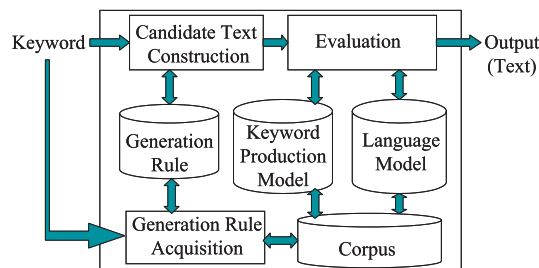 Keyword
Candidate Text
Construction
Evaluation
Output
(Text)
Generation
Rule
Keyword
Production
Model
Language
Model
Generation Rule
Acquisition
Corpus